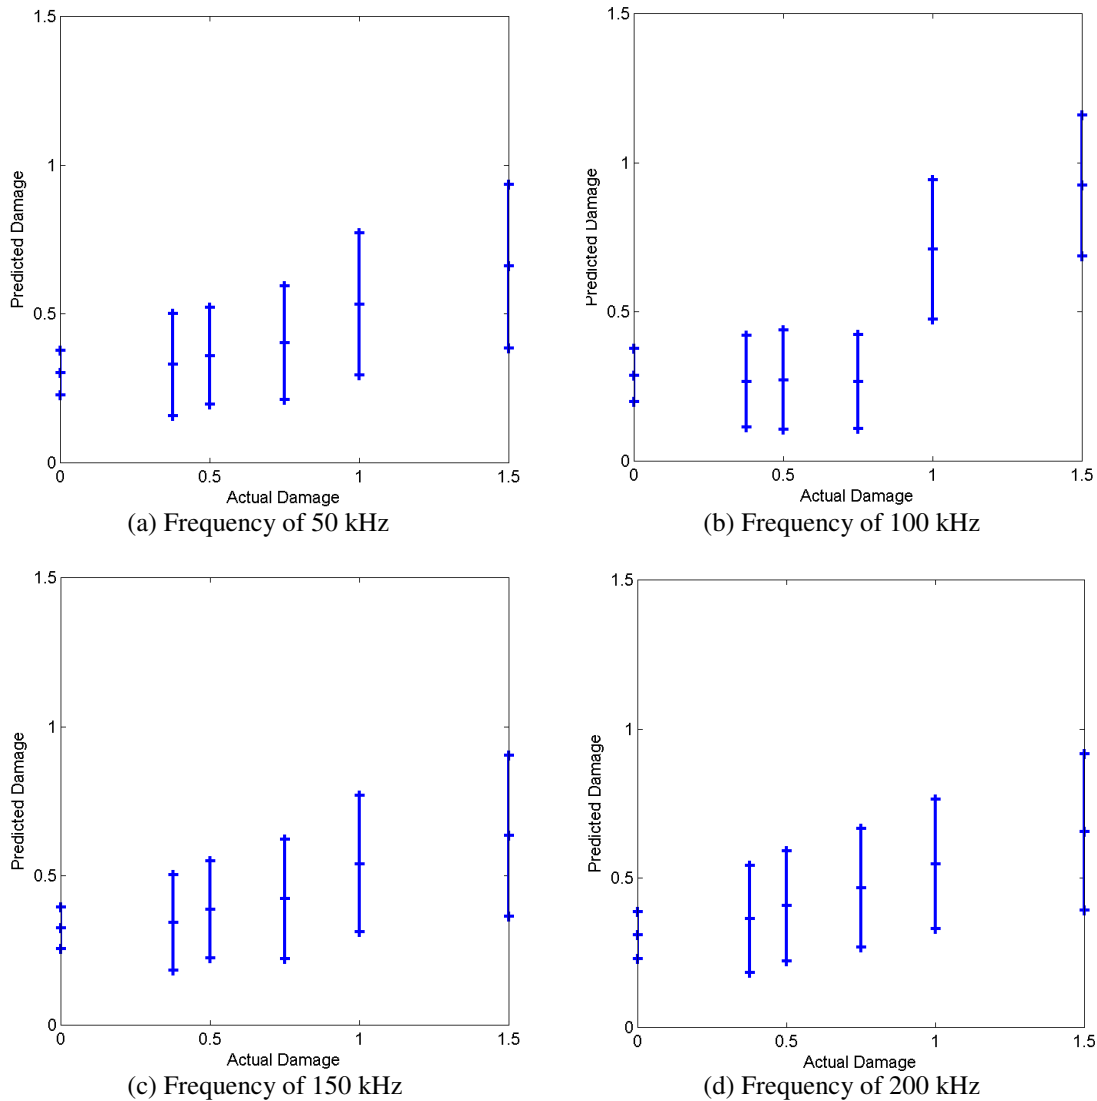 1.5
1
0.5
0
Predicted Damage
0 0.5 1 1.5
Actual Damage
(a) Frequency of 50 kHz
1.5
1
0.5
0
Predicted Damage
0 0.5 1 1.5
Actual Damage
(b) Frequency of 100 kHz
1.5
1
0.5
0
Predicted Damage
0 0.5 1 1.5
Actual Damage
(c) Frequency of 150 kHz
1.5
1
0.5
0
Predicted Damage
0 0.5 1 1.5
Actual Damage
(d) Frequency of 200 kHz